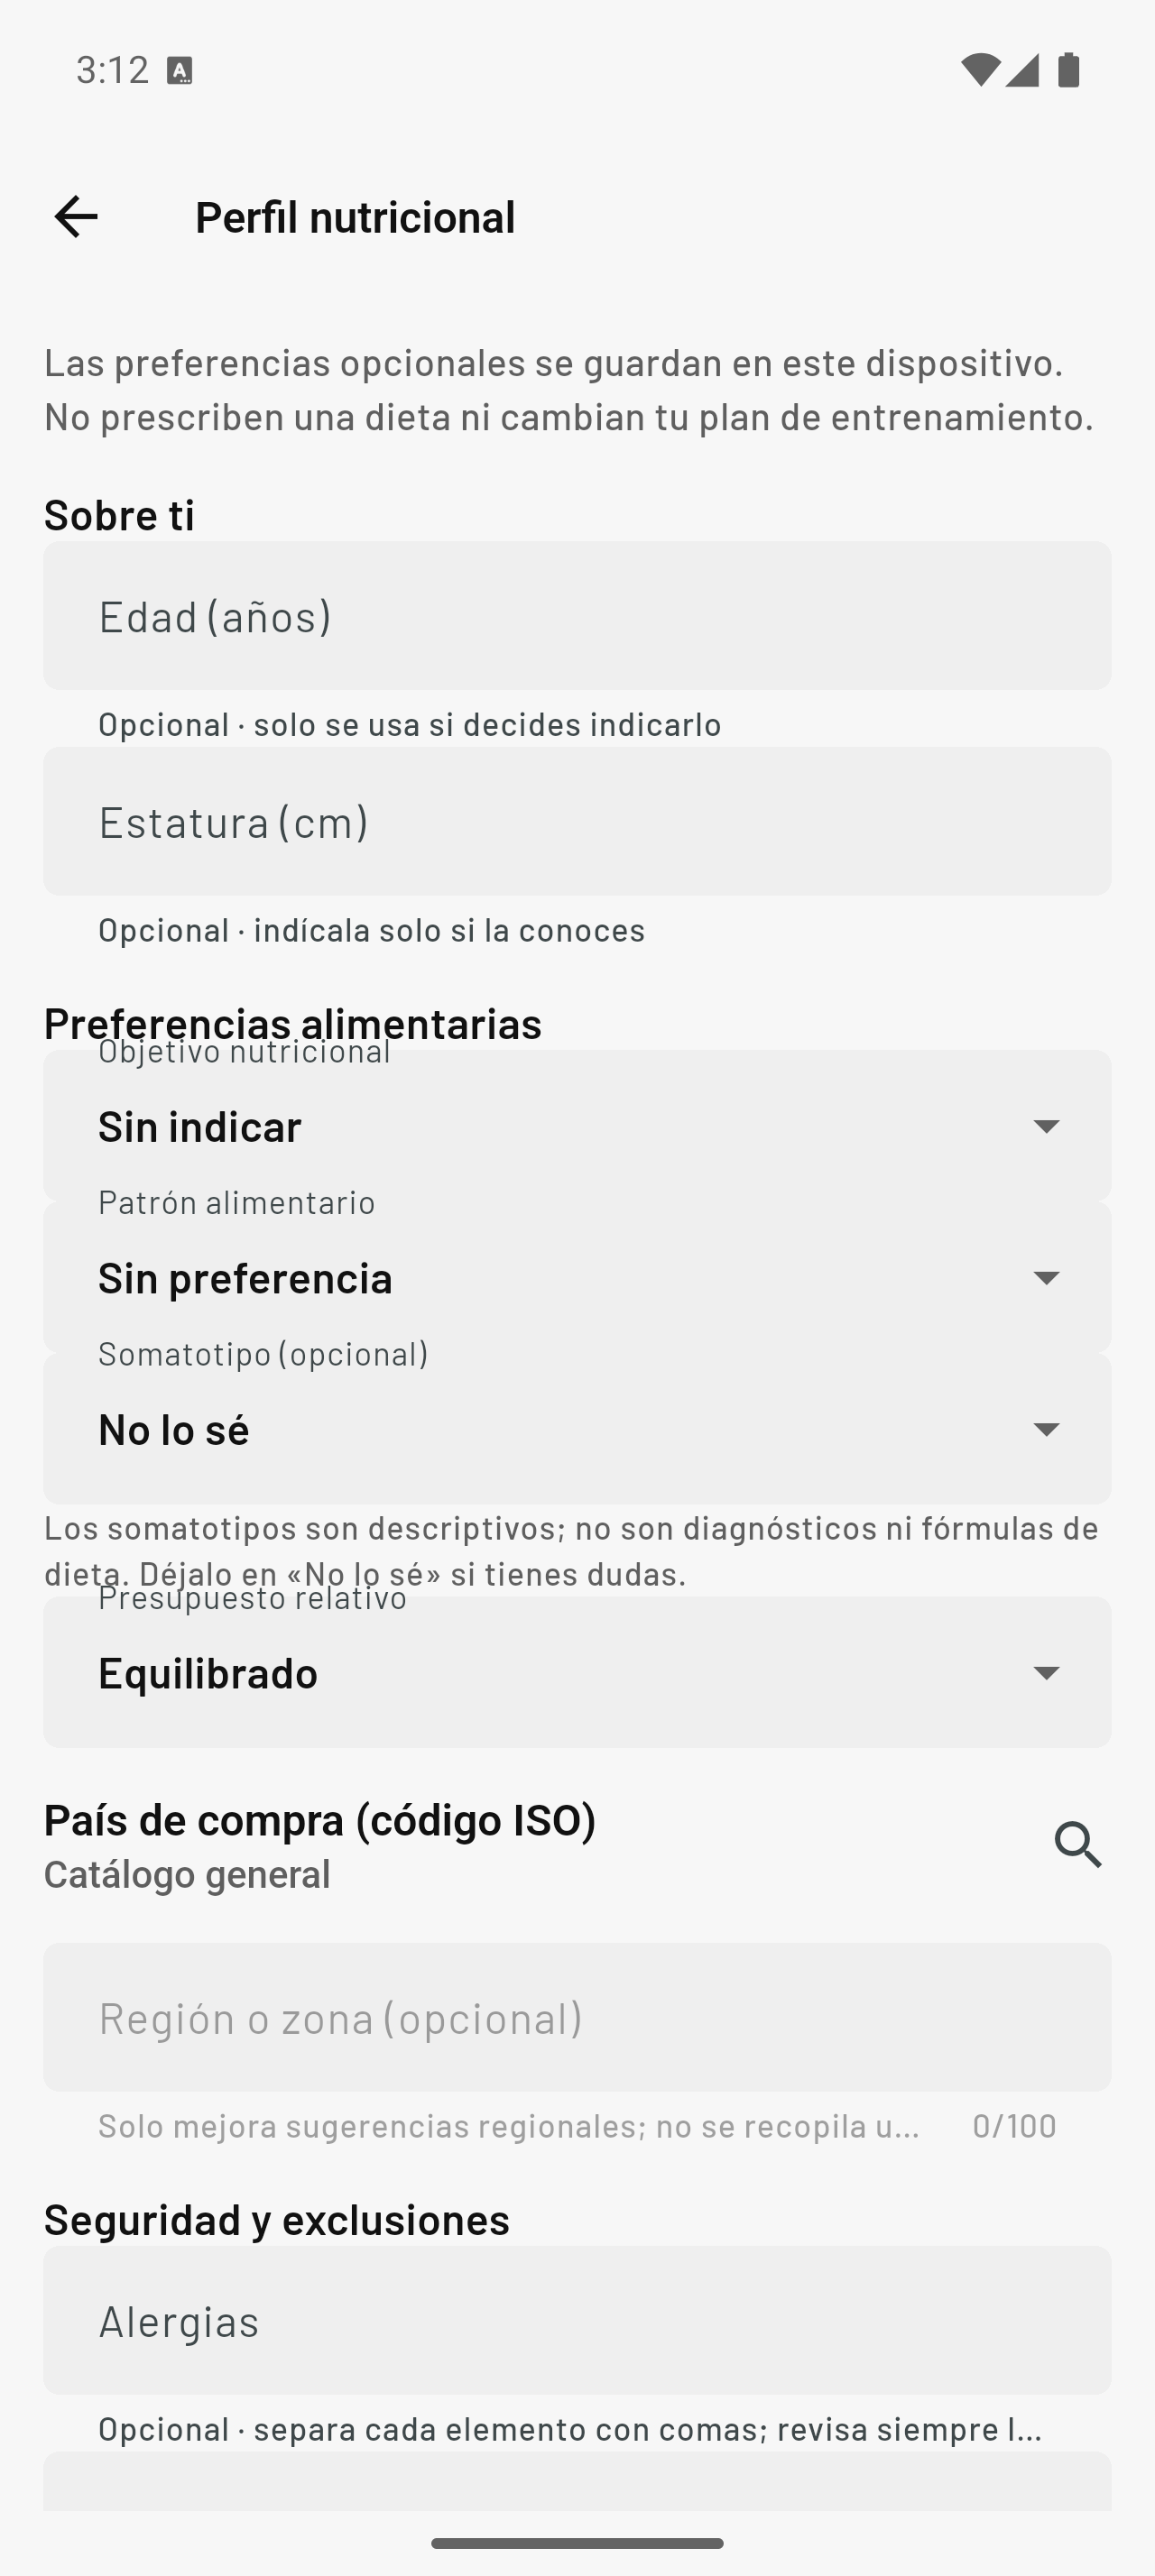 3:12
Perfil nutricional
Las preferencias opcionales se guardan en este dispositivo.
No prescriben una dieta ni cambian tu plan de entrenamiento.
Sobre ti
Edad (años)
Opcional · solo se usa si decides indicarlo
Estatura (cm)
Opcional · indícala solo si la conoces
Preferencias alimentarias
Objetivo nutricional
Sin indicar
Patrón alimentario
Sin preferencia
Somatotipo (opcional)
No lo sé
Los somatotipos son descriptivos; no son diagnósticos ni fórmulas de
dieta. Déjalo en «No lo sé» si tienes dudas.
Presupuesto relativo
Equilibrado
País de compra (código ISO)
Catálogo general
Región o zona (opcional)
Solo mejora sugerencias regionales; no se recopila u... 0/100
Seguridad y exclusiones
Alergias
Opcional · separa cada elemento con comas; revisa siempre l...